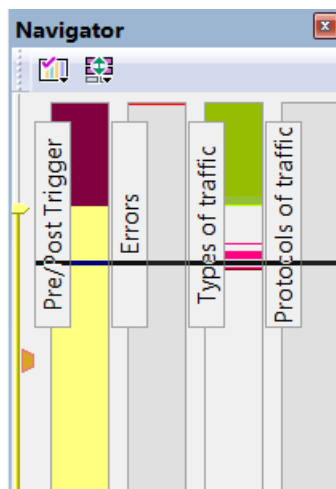 Navigator
Pre/Post Trigger
Errors
Types of traffic
Protocols of traffic